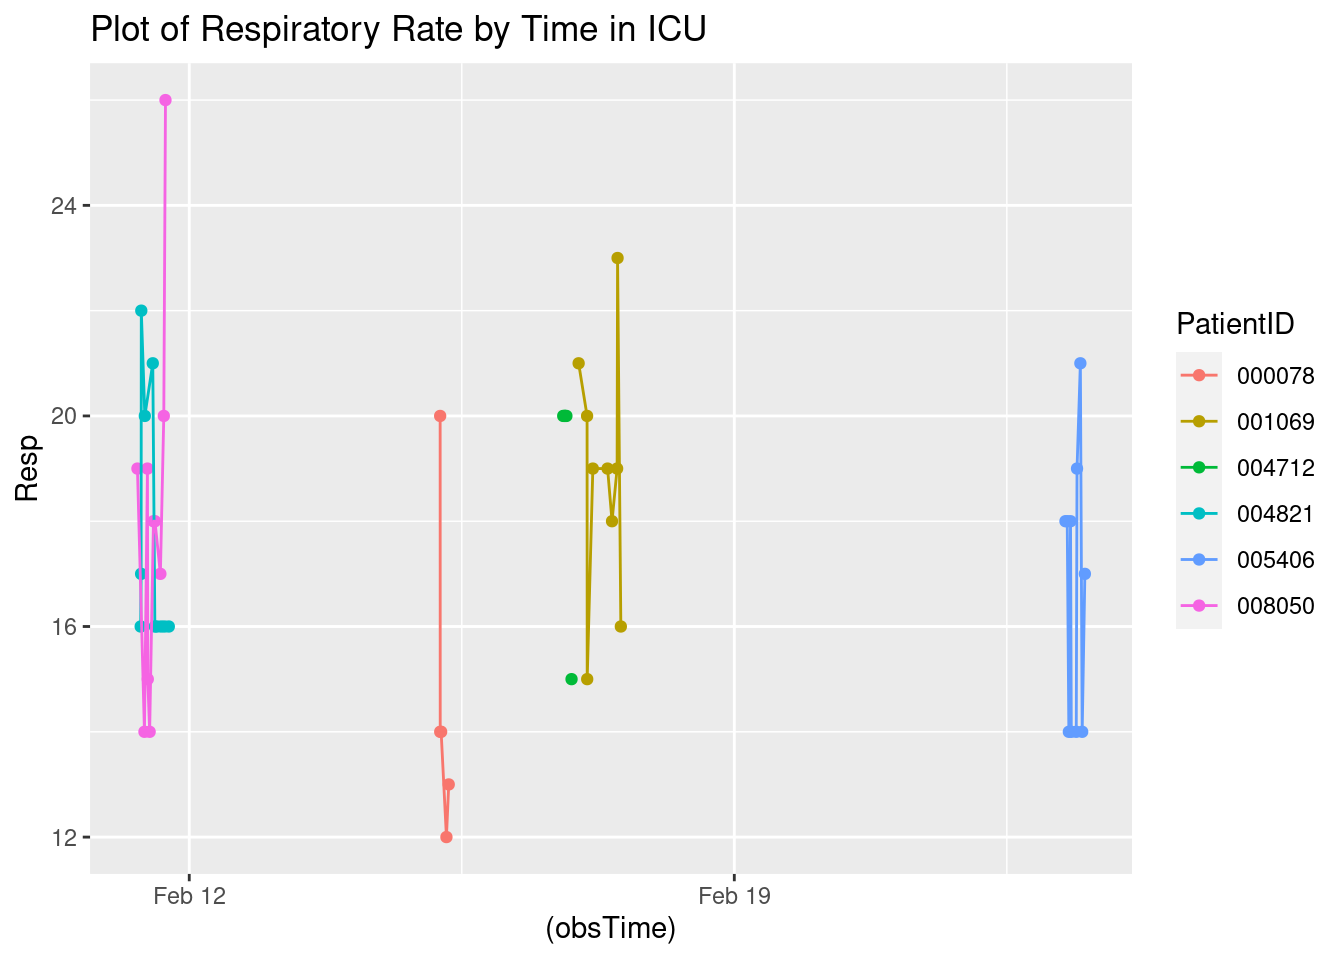 Plot of Respiratory Rate by Time in ICU
24
20
16
12
Resp
Feb 12
Feb 19
(obsTime)
PatientID
000078
001069
004712
004821
005406
008050